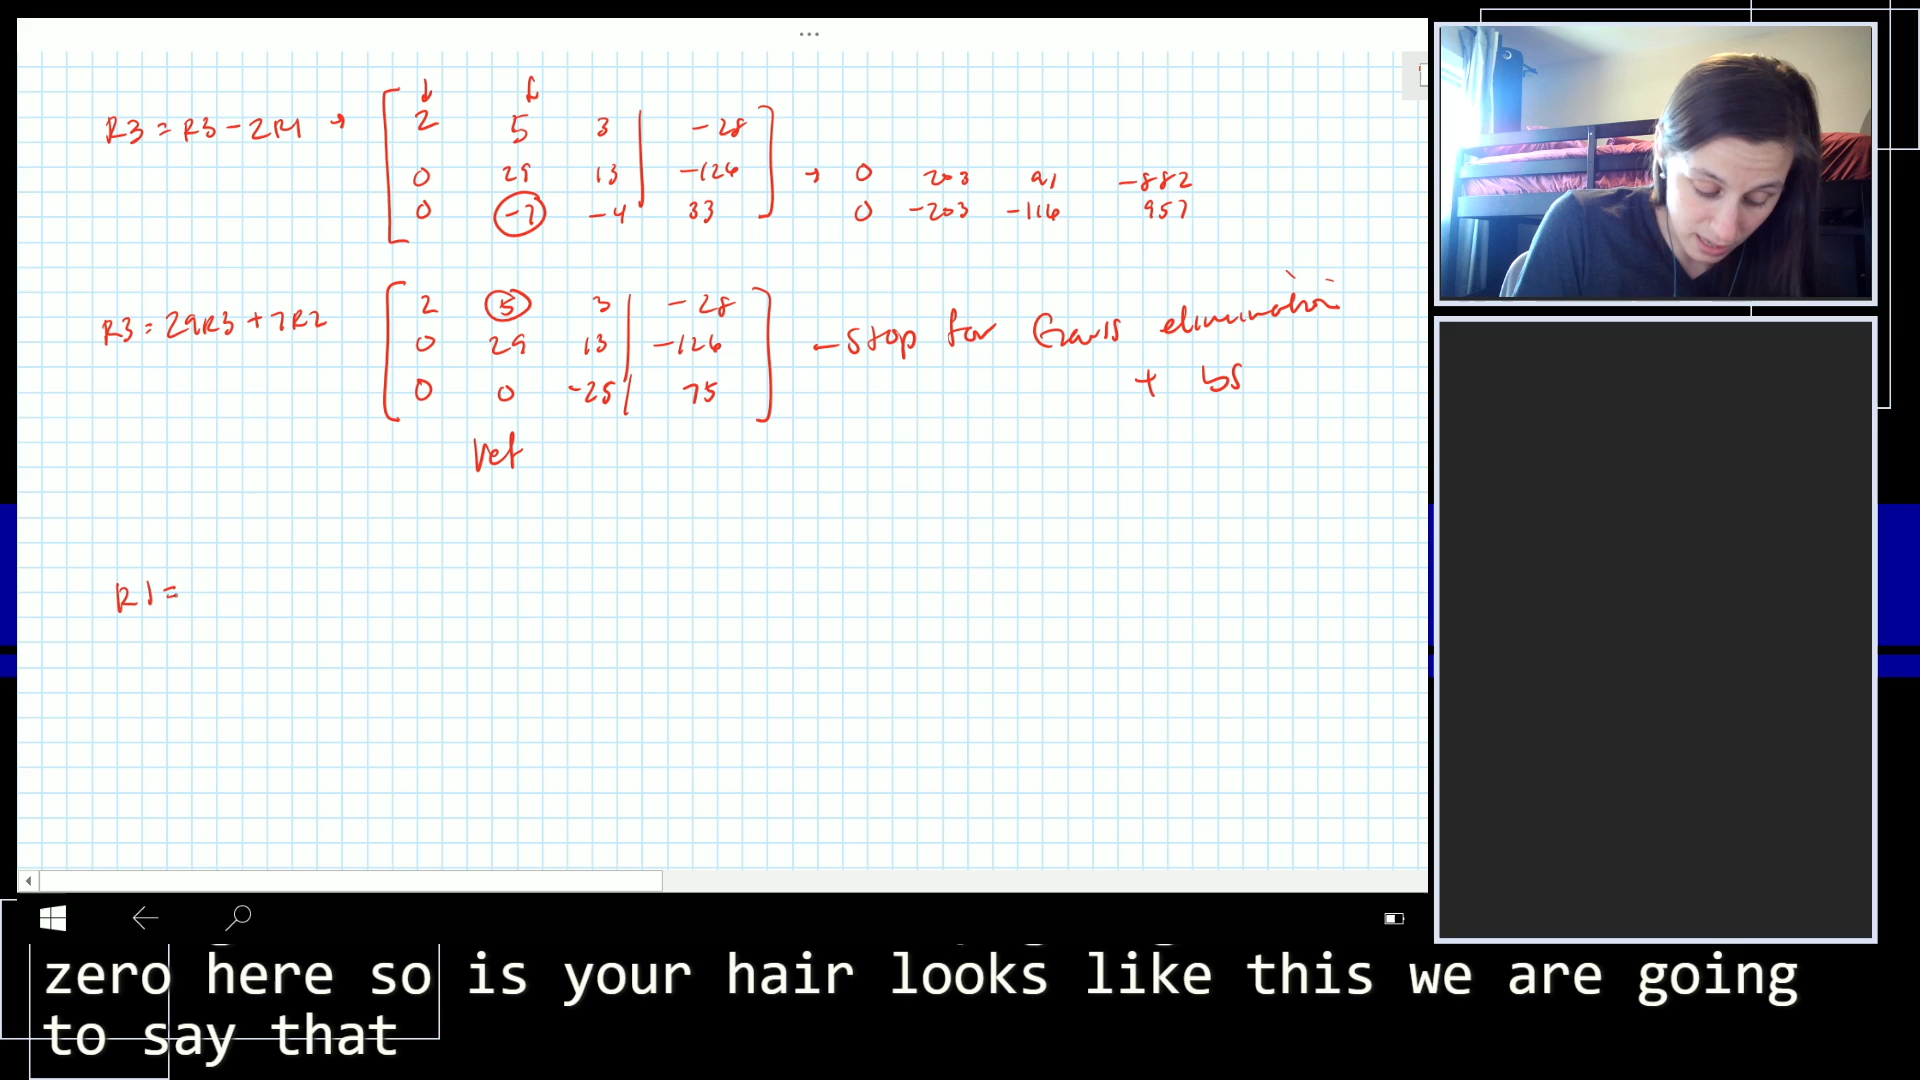 R3 = R3 - 2R1 → 2 5 3 | -28
0 29 13 -126 → 0 203 91 -882
0 -7 -4 33 0 -203 -116 957
R3 = 29R3 + 7R2 2 5 3 | -28
0 29 13 | -126 ← stop for Gauss elimination
0 0 -25 | 75 + bs
R1 =
zero here so is your hair looks like this we are going
to say that